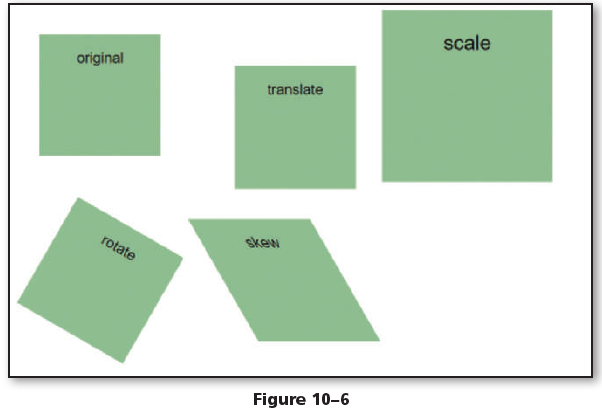 original
translate
scale
rotate
skew
Figure 10–6